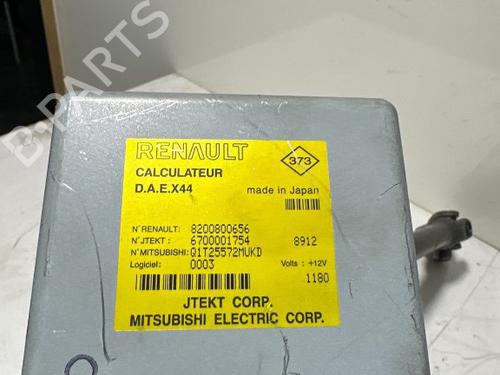 B-PARTS
RENAULT
373
CALCULATEUR
D.A.E.X44
made in Japan
N°RENAULT: 8200800656
N°JTEKT: 6700001754 8912
N°MITSUBISHI: Q1T25572MUKD
Logiciel: 0003 Volts: +12V
1180
JTEKT CORP.
MITSUBISHI ELECTRIC CORP.